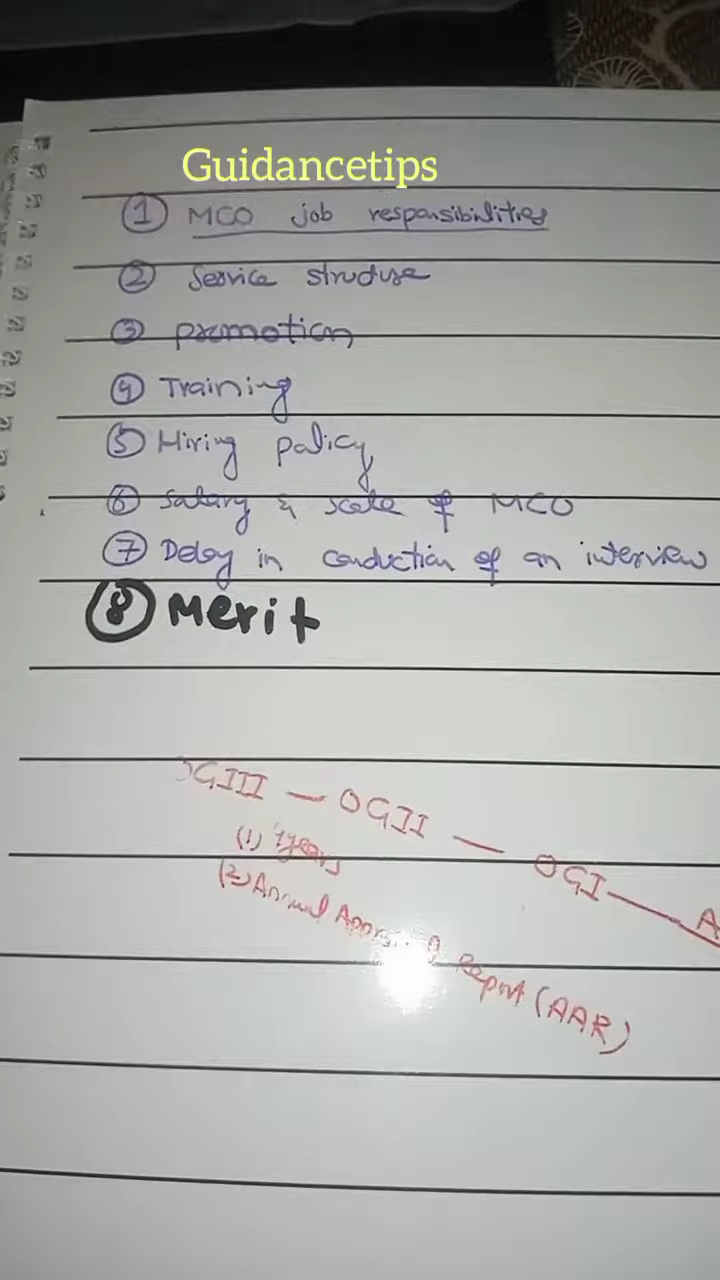 Guidancetips
① MCO job responsibilities
② Service structure
③ promotion
④ Training
⑤ Hiring policy
⑥ Salary & scale of MCO
⑦ Delay in conduction of an interview
⑧ Merit
OGIII — OGII — OGI — A
(1) years
(2) Annual Report (AAR)